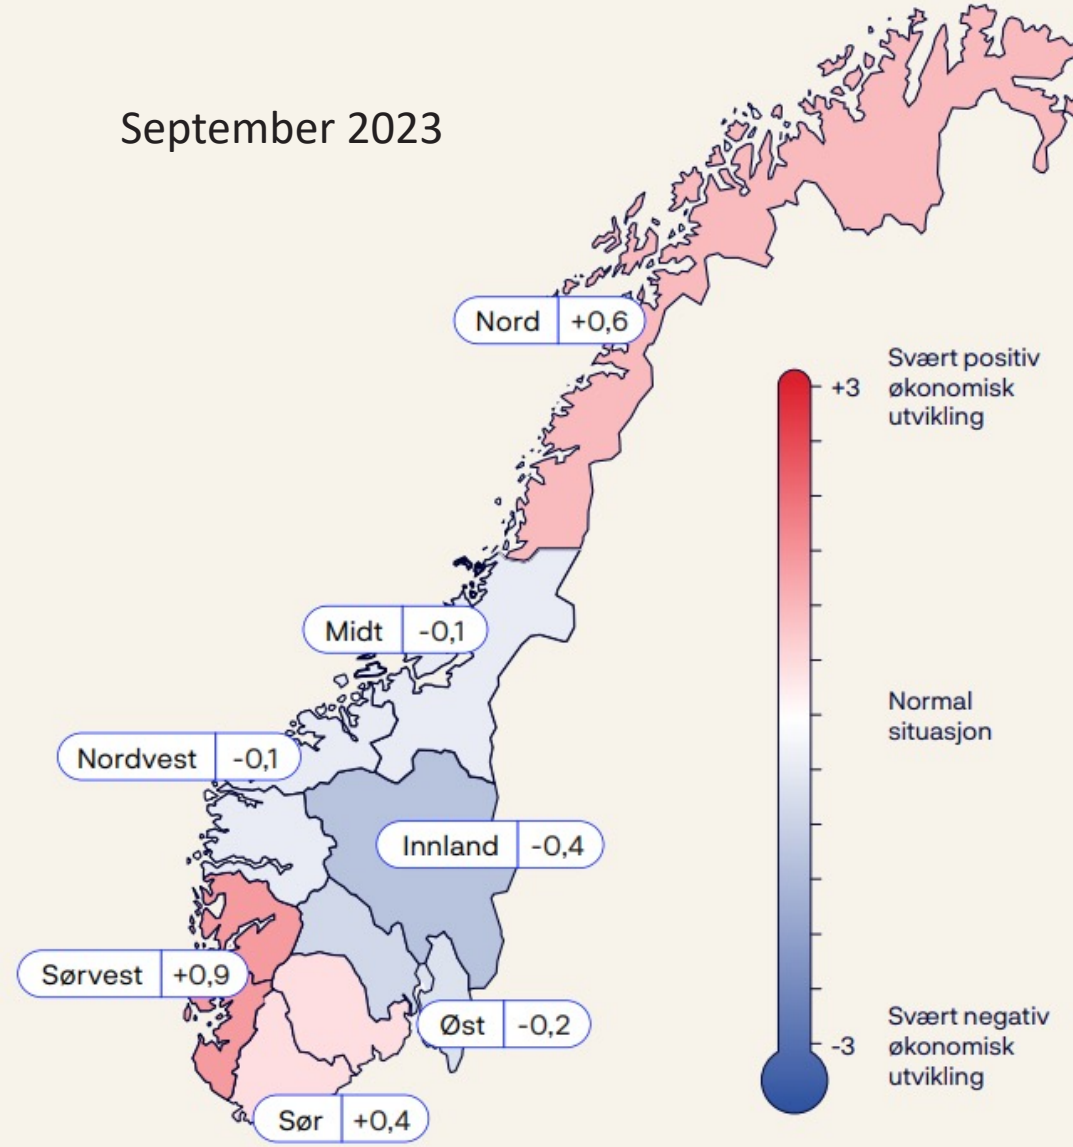 September 2023
Nord +0,6
Svært positiv
økonomisk
utvikling
+3
Midt -0,1
Normal
situasjon
Nordvest -0,1
Innland -0,4
Sørvest +0,9
Øst -0,2
Svært negativ
økonomisk
utvikling
-3
Sør +0,4